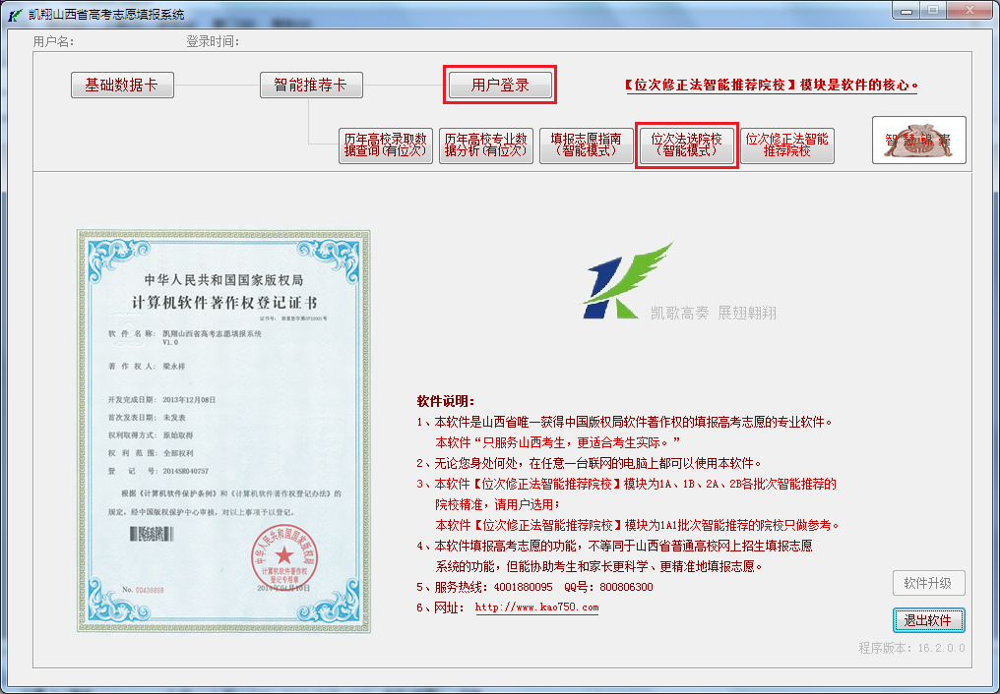 凯翔山西省高考志愿填报系统
用户名: 登录时间:
基础数据卡
智能推荐卡
用户登录
【位次修正法智能推荐院校】模块是软件的核心。
历年高校录取数
据查询(有位次)
历年高校专业数
据分析(有位次)
填报志愿指南
(智能模式)
位次法选院校
(智能模式)
位次修正法智能
推荐院校
智慧锦囊
中华人民共和国国家版权局
计算机软件著作权登记证书
软件名称: 凯翔山西省高考志愿填报系统
V1.0
著作权人: 梁永祥
开发完成日期: 2013年12月08日
首次发表日期: 未发表
权利取得方式: 原始取得
权利范围: 全部权利
登记号: 2014SR040757
根据《计算机软件保护条例》和《计算机软件著作权登记办法》的
规定,经中国版权保护中心审核,对以上事项予以登记。
中华人民共和国国家版权局
计算机软件著作权
登记专用章
2014年04月10日
No. 00438898
凯歌高奏 展翅翱翔
软件说明:
1、本软件是山西省唯一获得中国版权局软件著作权的填报高考志愿的专业软件。
本软件“只服务山西考生,更适合考生实际。”
2、无论您身处何处,在任意一台联网的电脑上都可以使用本软件。
3、本软件【位次修正法智能推荐院校】模块为1A、1B、2A、2B各批次智能推荐的
院校精准,请用户选用;
本软件【位次修正法智能推荐院校】模块为1A1批次智能推荐的院校只做参考。
4、本软件填报高考志愿的功能,不等同于山西省普通高校网上招生填报志愿
系统的功能,但能协助考生和家长更科学、更精准地填报志愿。
5、服务热线: 4001880095 QQ号: 800806300
6、网址: http://www.kao750.com
软件升级
退出软件
程序版本: 16.2.0.0